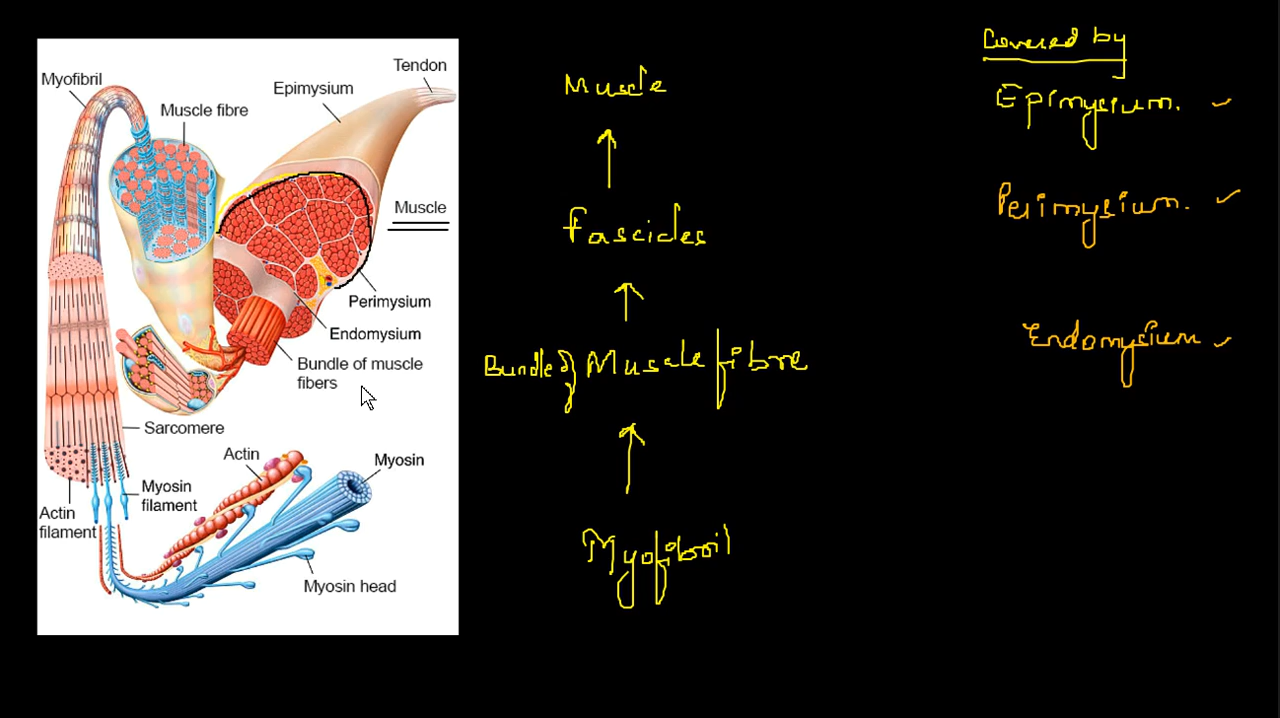 Myofibril
Muscle fibre
Epimysium
Tendon
Muscle
Perimysium
Endomysium
Bundle of muscle
fibers
Sarcomere
Actin
Myosin
Myosin
filament
Actin
filament
Myosin head
Muscle
Fascicles
Bundle of Muscle fibre
Myofibril
Covered by
Epimysium.
Perimysium.
Endomysium